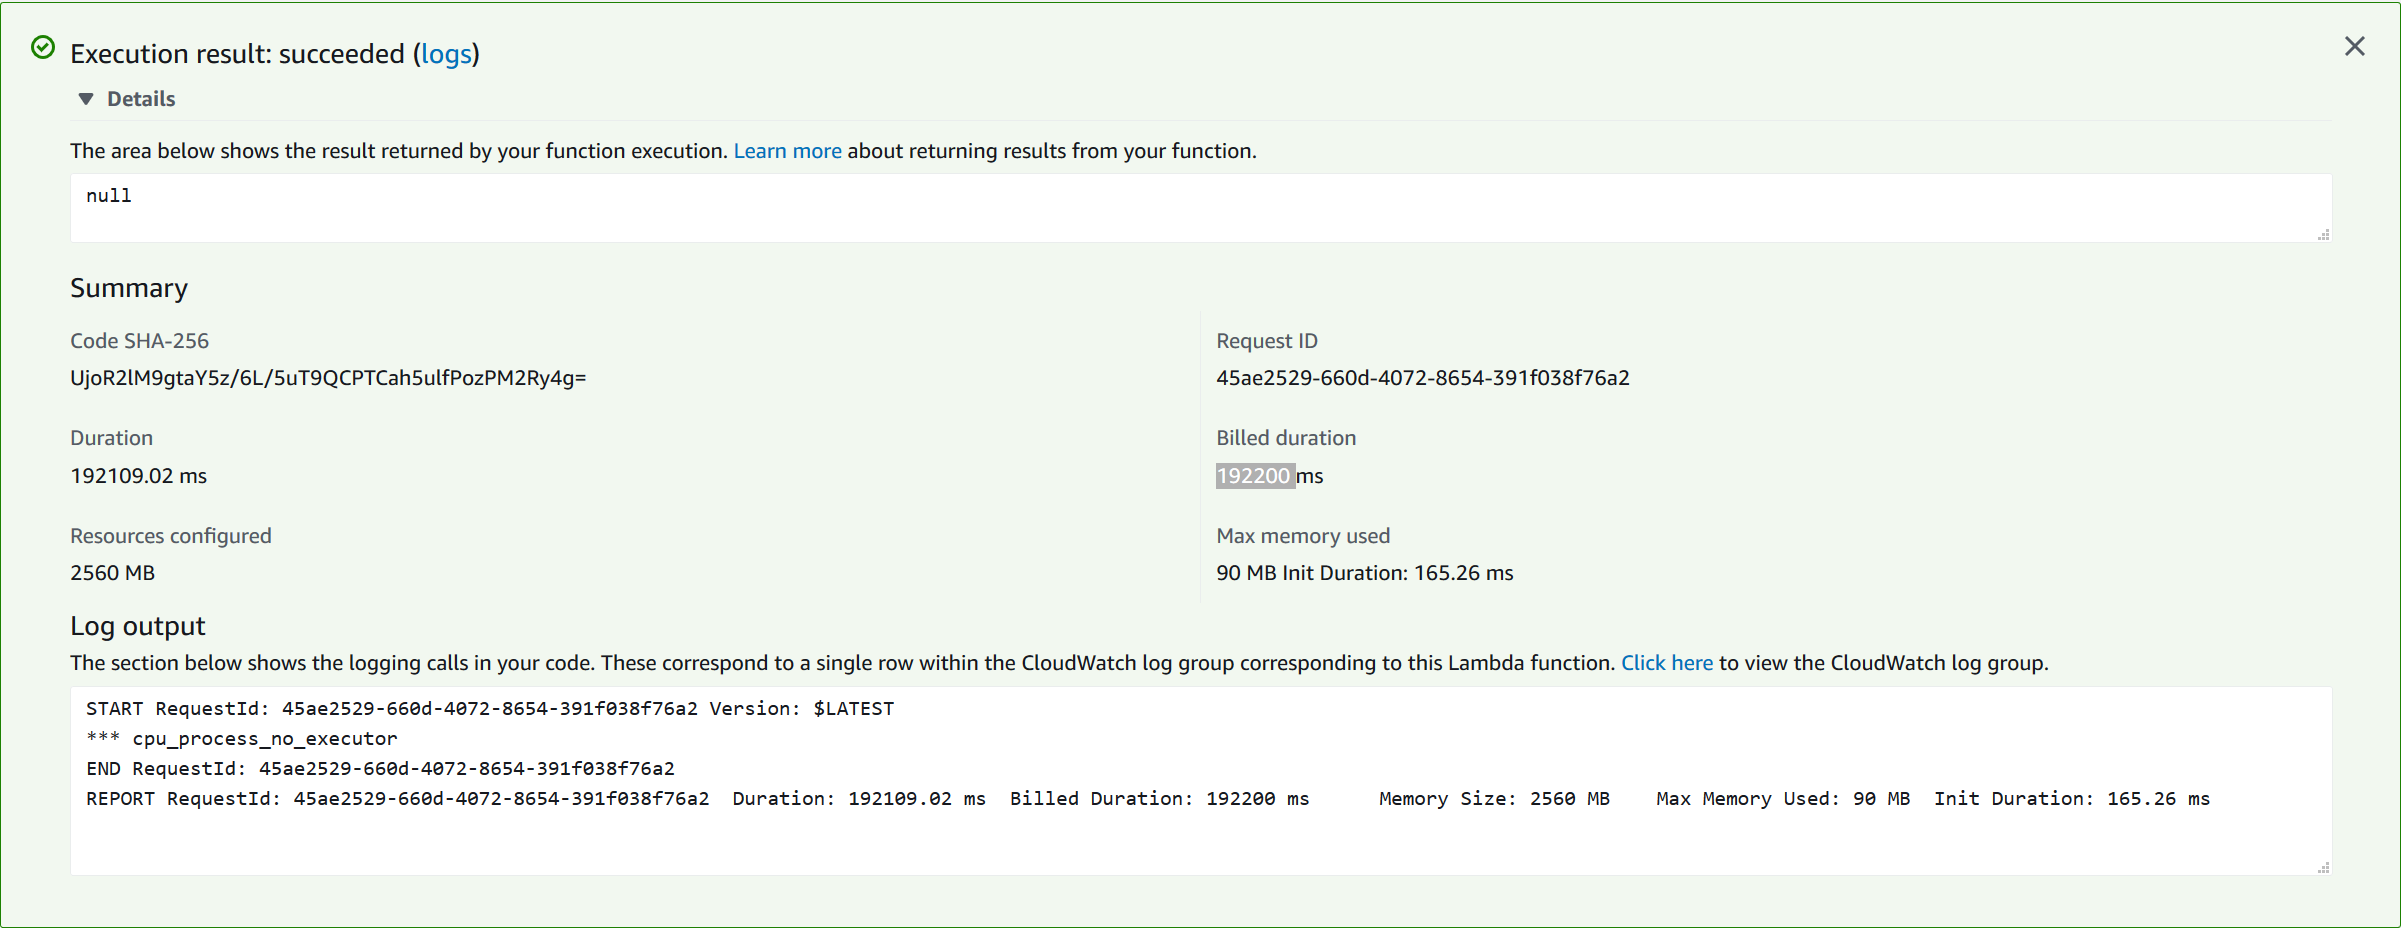 Execution result: succeeded (logs)
Details
The area below shows the result returned by your function execution. Learn more about returning results from your function.
null
Summary
Code SHA-256
UjoR2lM9gtaY5z/6L/5uT9QCPTCah5ulfPozPM2Ry4g=
Request ID
45ae2529-660d-4072-8654-391f038f76a2
Duration
192109.02 ms
Billed duration
192200 ms
Resources configured
2560 MB
Max memory used
90 MB Init Duration: 165.26 ms
Log output
The section below shows the logging calls in your code. These correspond to a single row within the CloudWatch log group corresponding to this Lambda function. Click here to view the CloudWatch log group.
START RequestId: 45ae2529-660d-4072-8654-391f038f76a2 Version: $LATEST
*** cpu_process_no_executor
END RequestId: 45ae2529-660d-4072-8654-391f038f76a2
REPORT RequestId: 45ae2529-660d-4072-8654-391f038f76a2 Duration: 192109.02 ms Billed Duration: 192200 ms Memory Size: 2560 MB Max Memory Used: 90 MB Init Duration: 165.26 ms